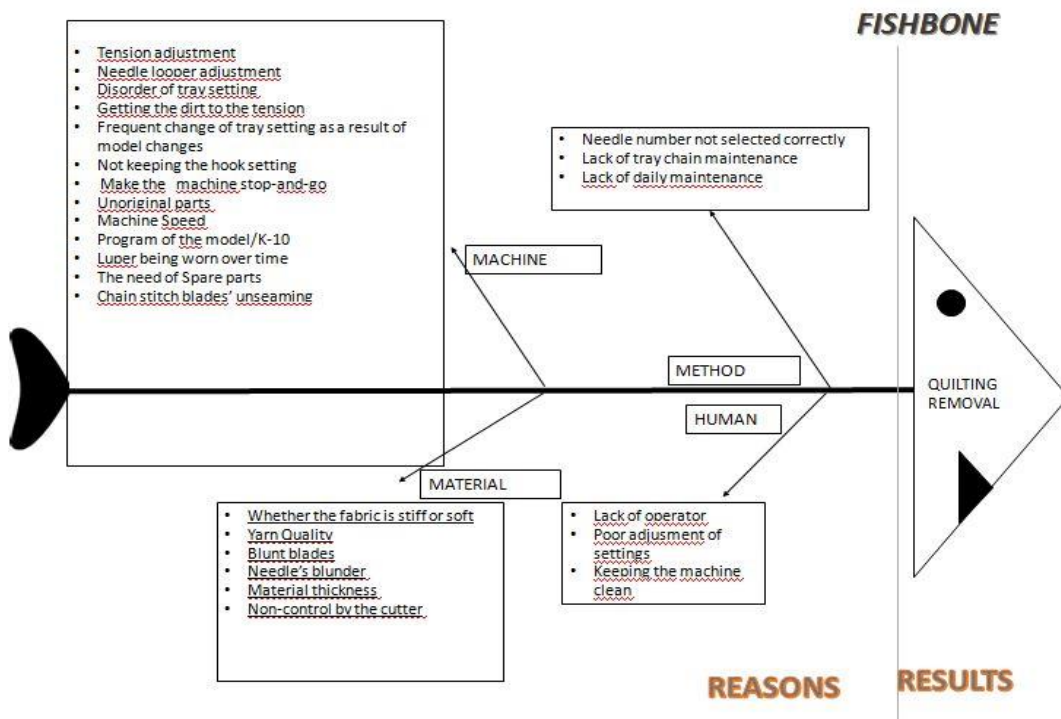 FISHBONE
Tension adjustment
Needle looper adjustment
Disorder of tray setting
Getting the dirt to the tension
Frequent change of tray setting as a result of
model changes
Not keeping the hook setting
Make the machine stop-and-go
Unoriginal parts
Machine Speed
Program of the model/K-10
Luper being worn over time
The need of Spare parts
Chain stitch blades' unseaming
MACHINE
Needle number not selected correctly
Lack of tray chain maintenance
Lack of daily maintenance
METHOD
HUMAN
QUILTING
REMOVAL
MATERIAL
Whether the fabric is stiff or soft
Yarn Quality
Blunt blades
Needle's blunder
Material thickness
Non-control by the cutter
Lack of operator
Poor adjusment of
settings
Keeping the machine
clean
REASONS
RESULTS